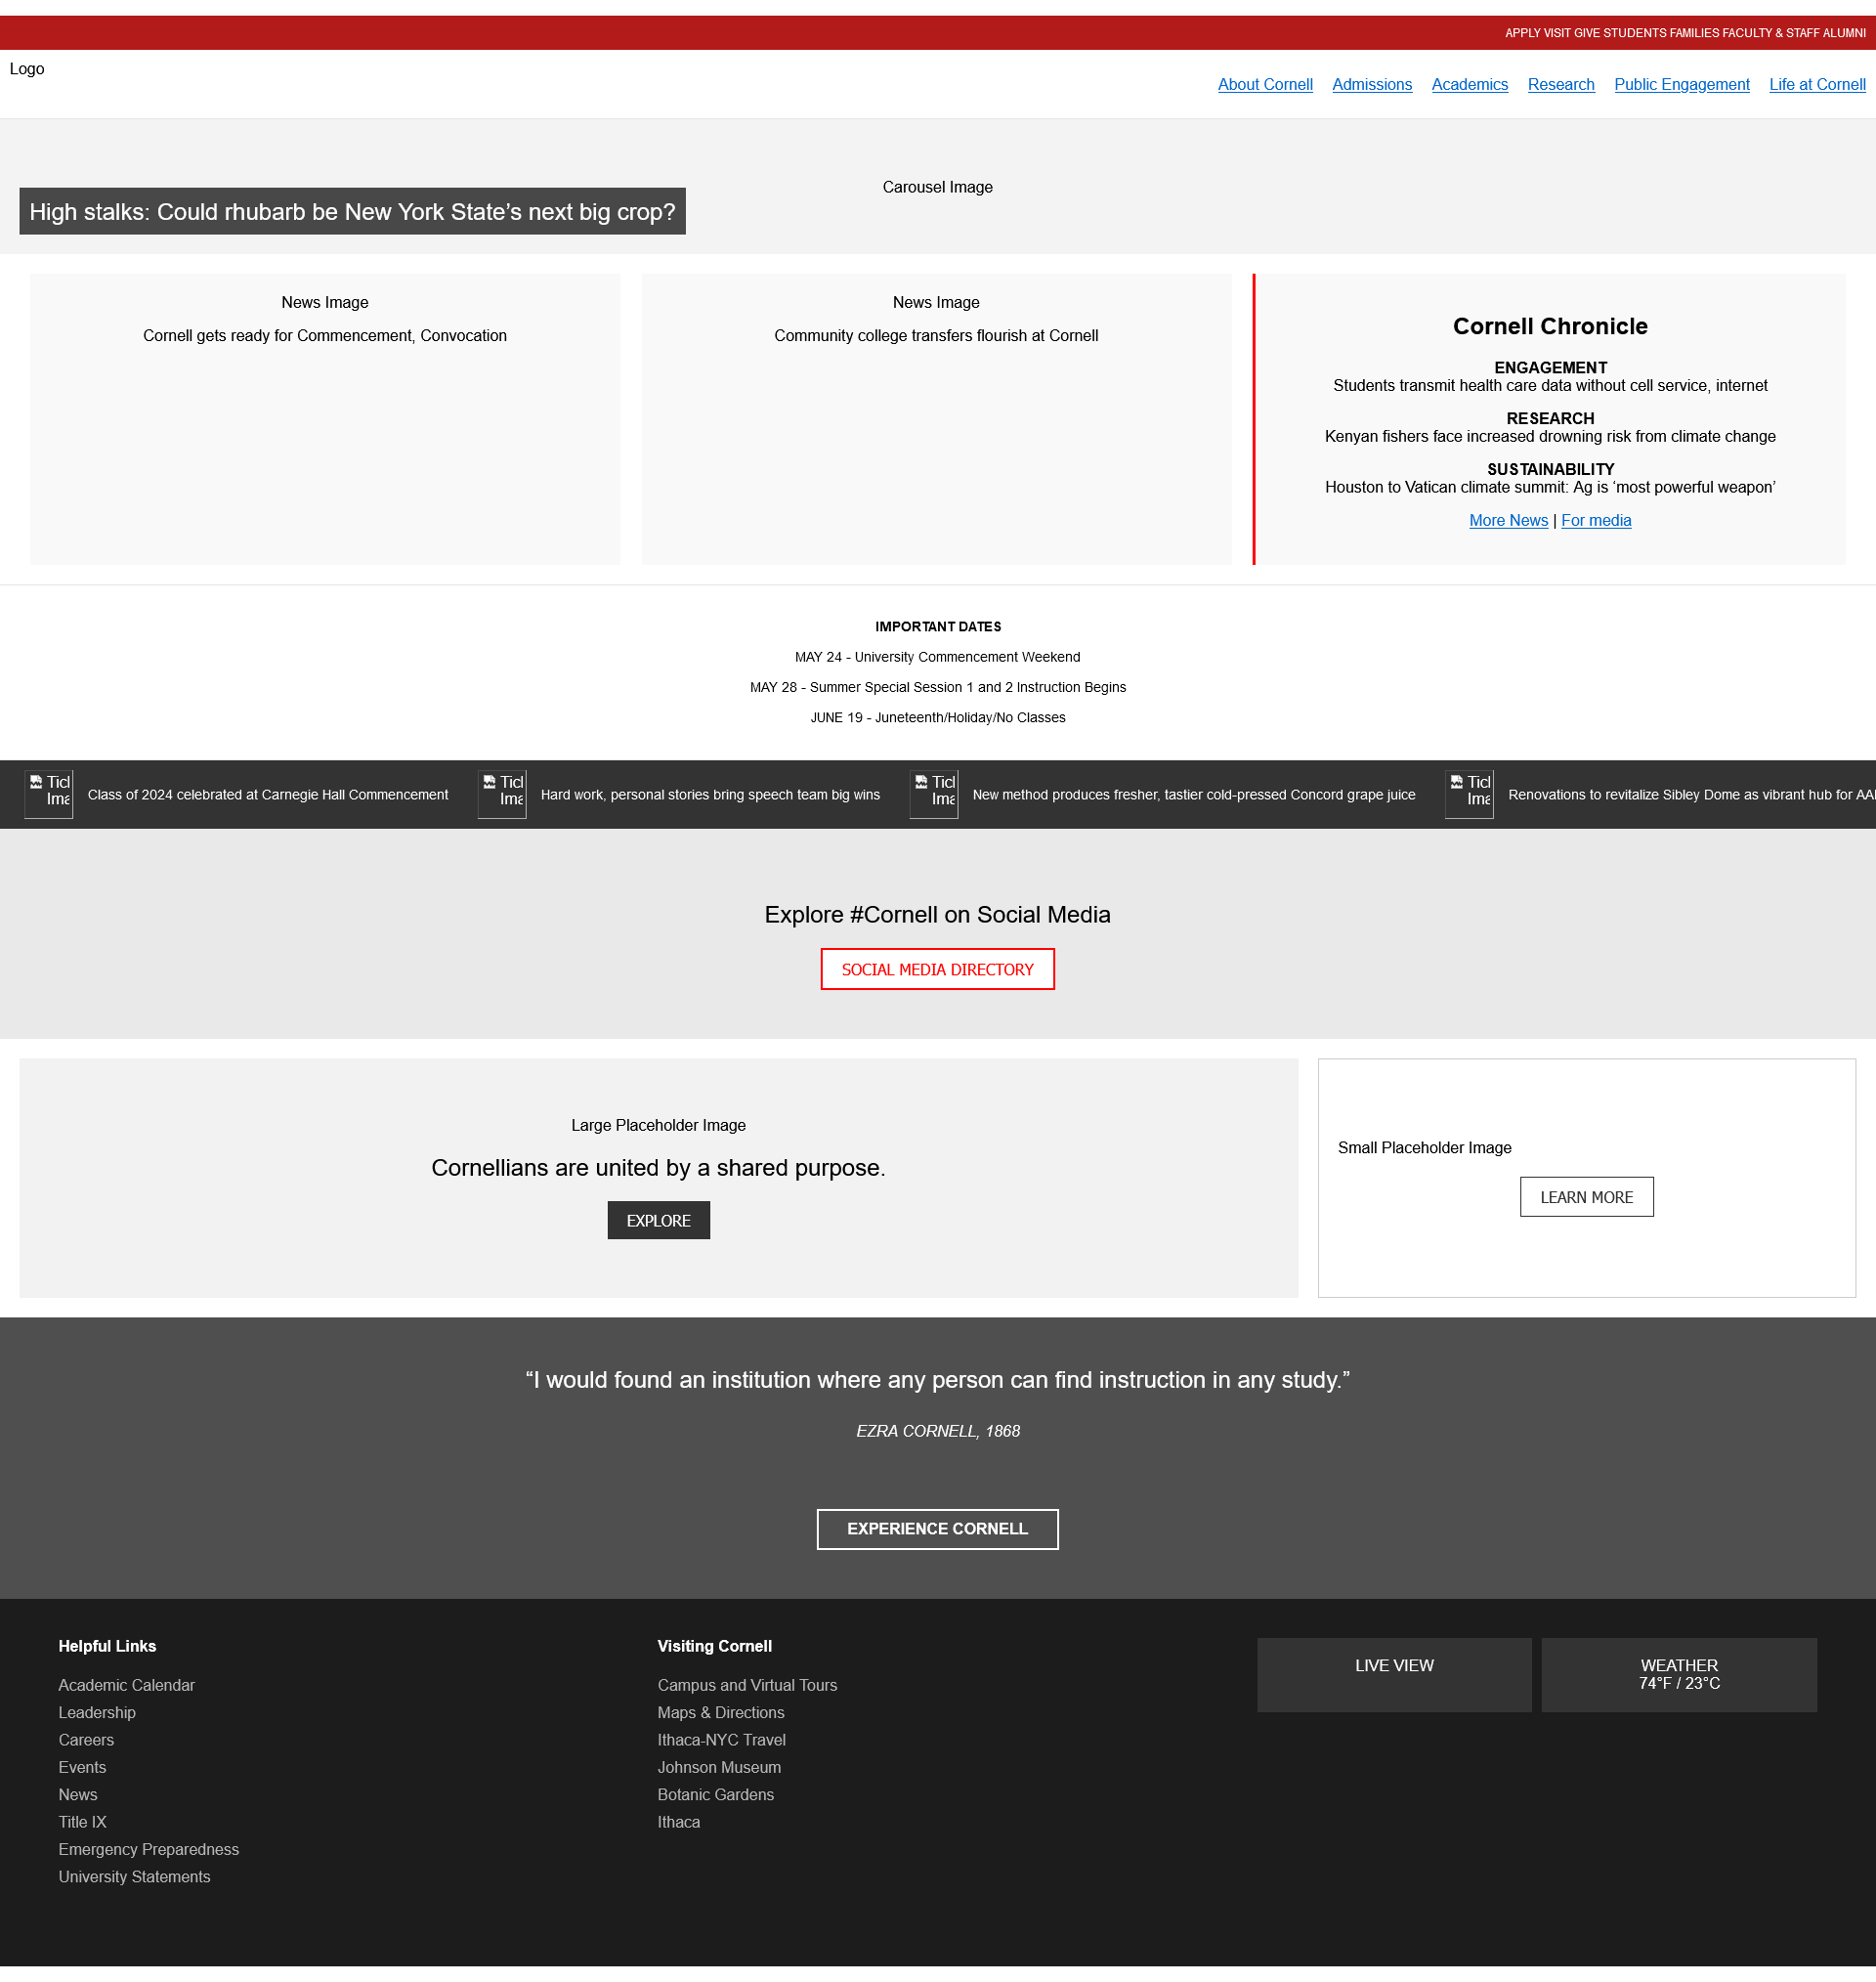 APPLY VISIT GIVE STUDENTS FAMILIES FACULTY & STAFF ALUMNI
Logo
About Cornell Admissions Academics Research Public Engagement Life at Cornell
Carousel Image
High stalks: Could rhubarb be New York State’s next big crop?
News Image
Cornell gets ready for Commencement, Convocation
News Image
Community college transfers flourish at Cornell
Cornell Chronicle
ENGAGEMENT
Students transmit health care data without cell service, internet
RESEARCH
Kenyan fishers face increased drowning risk from climate change
SUSTAINABILITY
Houston to Vatican climate summit: Ag is ‘most powerful weapon’
More News | For media
IMPORTANT DATES
MAY 24 - University Commencement Weekend
MAY 28 - Summer Special Session 1 and 2 Instruction Begins
JUNE 19 - Juneteenth/Holiday/No Classes
Class of 2024 celebrated at Carnegie Hall Commencement
Hard work, personal stories bring speech team big wins
New method produces fresher, tastier cold-pressed Concord grape juice
Renovations to revitalize Sibley Dome as vibrant hub for
Explore #Cornell on Social Media
SOCIAL MEDIA DIRECTORY
Large Placeholder Image
Cornellians are united by a shared purpose.
EXPLORE
Small Placeholder Image
LEARN MORE
“I would found an institution where any person can find instruction in any study.”
EZRA CORNELL, 1868
EXPERIENCE CORNELL
Helpful Links
Academic Calendar
Leadership
Careers
Events
News
Title IX
Emergency Preparedness
University Statements
Visiting Cornell
Campus and Virtual Tours
Maps & Directions
Ithaca-NYC Travel
Johnson Museum
Botanic Gardens
Ithaca
LIVE VIEW
WEATHER
74°F / 23°C